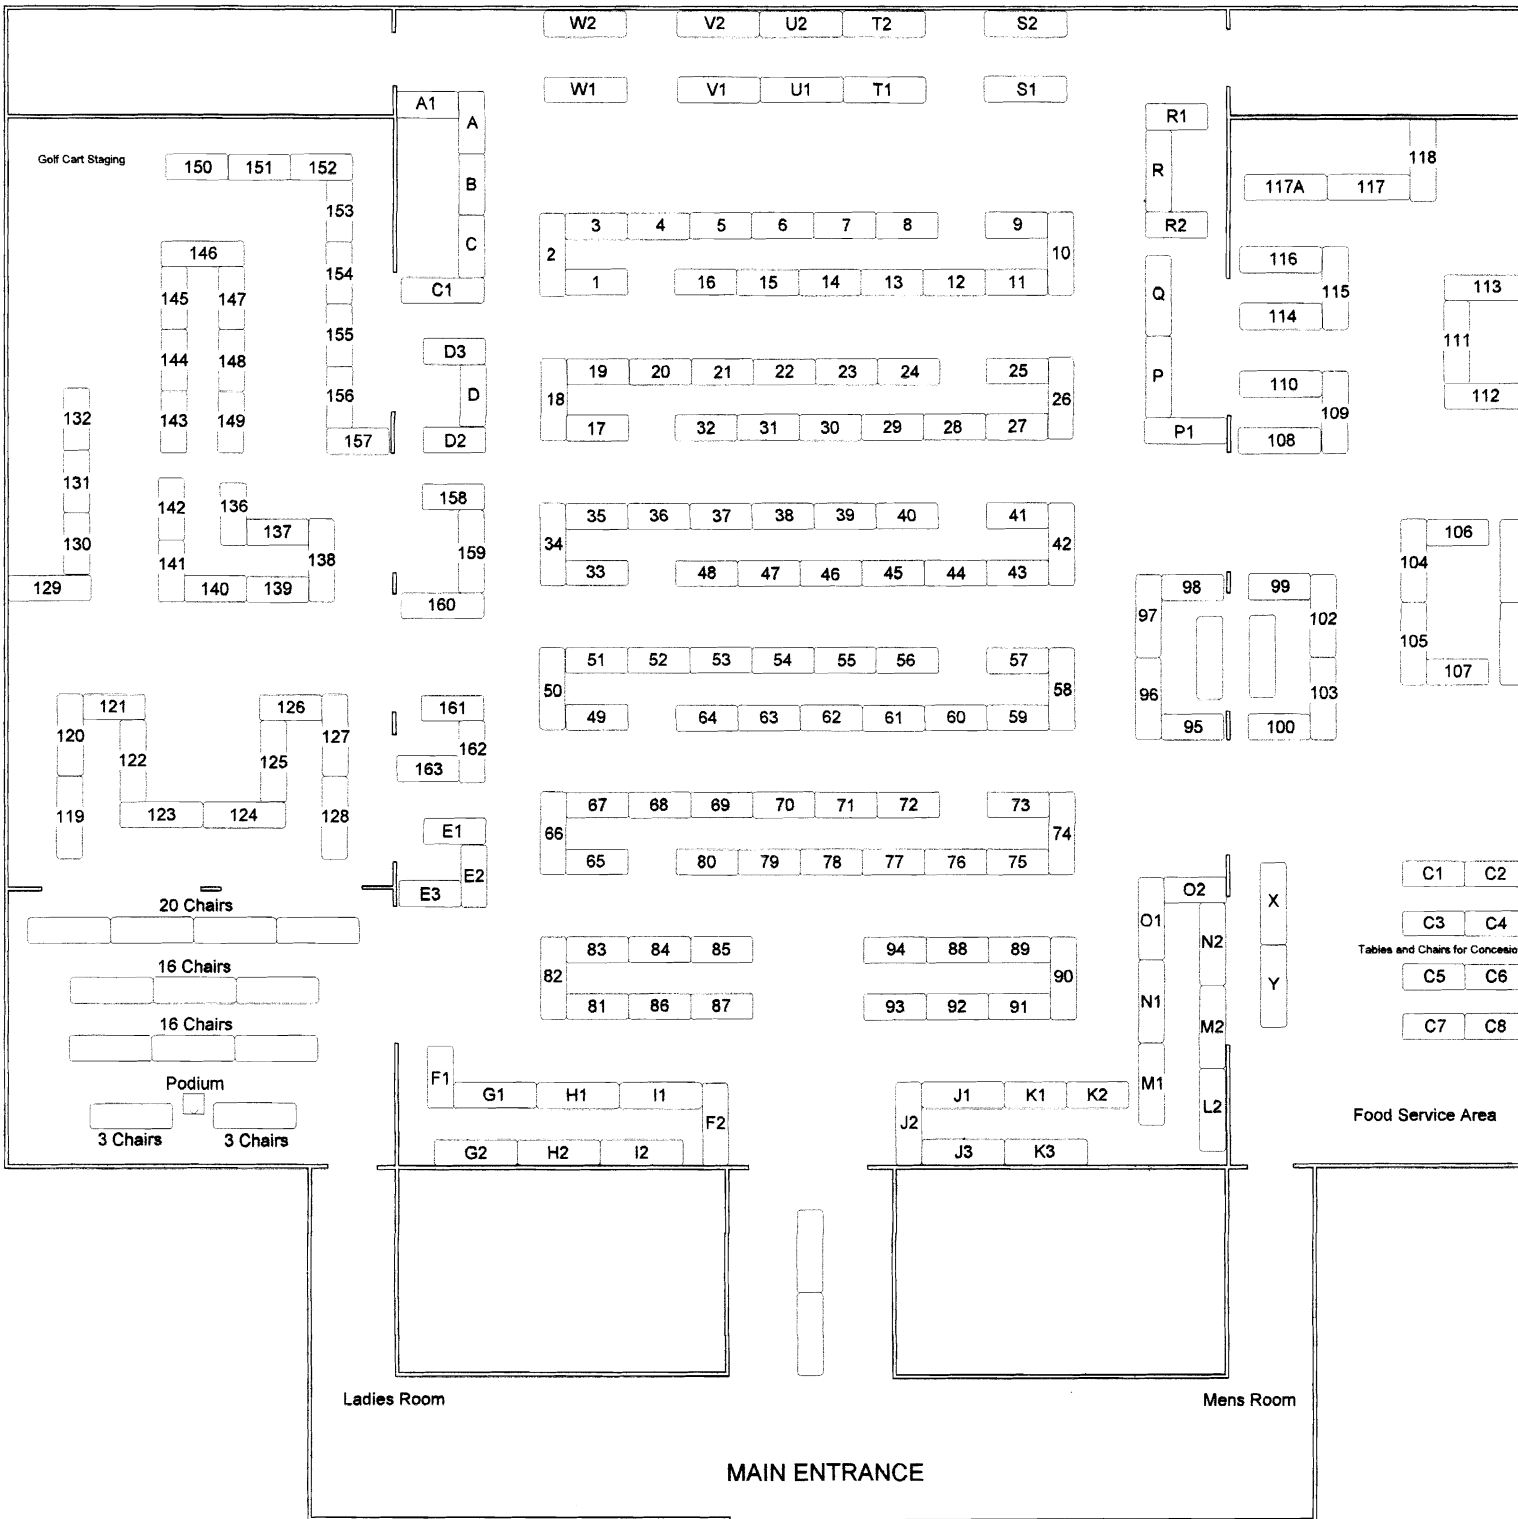 W2 V2 U2 T2 S2
W1 V1 U1 T1 S1
A1 A R1
Golf Cart Staging 150 151 152 B R 117A 117 118
153 C 2 3 4 5 6 7 8 9 10 R2
146 154 1 16 15 14 13 12 11 116
145 147 C1 Q 115 113
155 114
144 148 D3 P 111
156 D 18 19 20 21 22 23 24 25 26 110 112
132 143 149 157 D2 17 32 31 30 29 28 27 P1 108 109
131 142 136 158
137 159 34 35 36 37 38 39 40 41 42 106
130 141 138 33 48 47 46 45 44 43 104
129 140 139 160 97 98 99 102
51 52 53 54 55 56 57 105
121 126 161 50 58 96 103 107
120 122 125 127 162 49 64 63 62 61 60 59 95 100
163
119 123 124 128 E1 66 67 68 69 70 71 72 73 74
E2 65 80 79 78 77 76 75 C1 C2
E3 O2 X
20 Chairs O1 C3 C4
83 84 85 94 88 89 N2 Tables and Chairs for Concesio
16 Chairs 82 90 Y C5 C6
81 86 87 93 92 91 N1
16 Chairs M2 C7 C8
Podium F1 G1 H1 I1 J1 K1 K2 M1
F2 J2 L2 Food Service Area
3 Chairs 3 Chairs G2 H2 I2 J3 K3
Ladies Room Mens Room
MAIN ENTRANCE